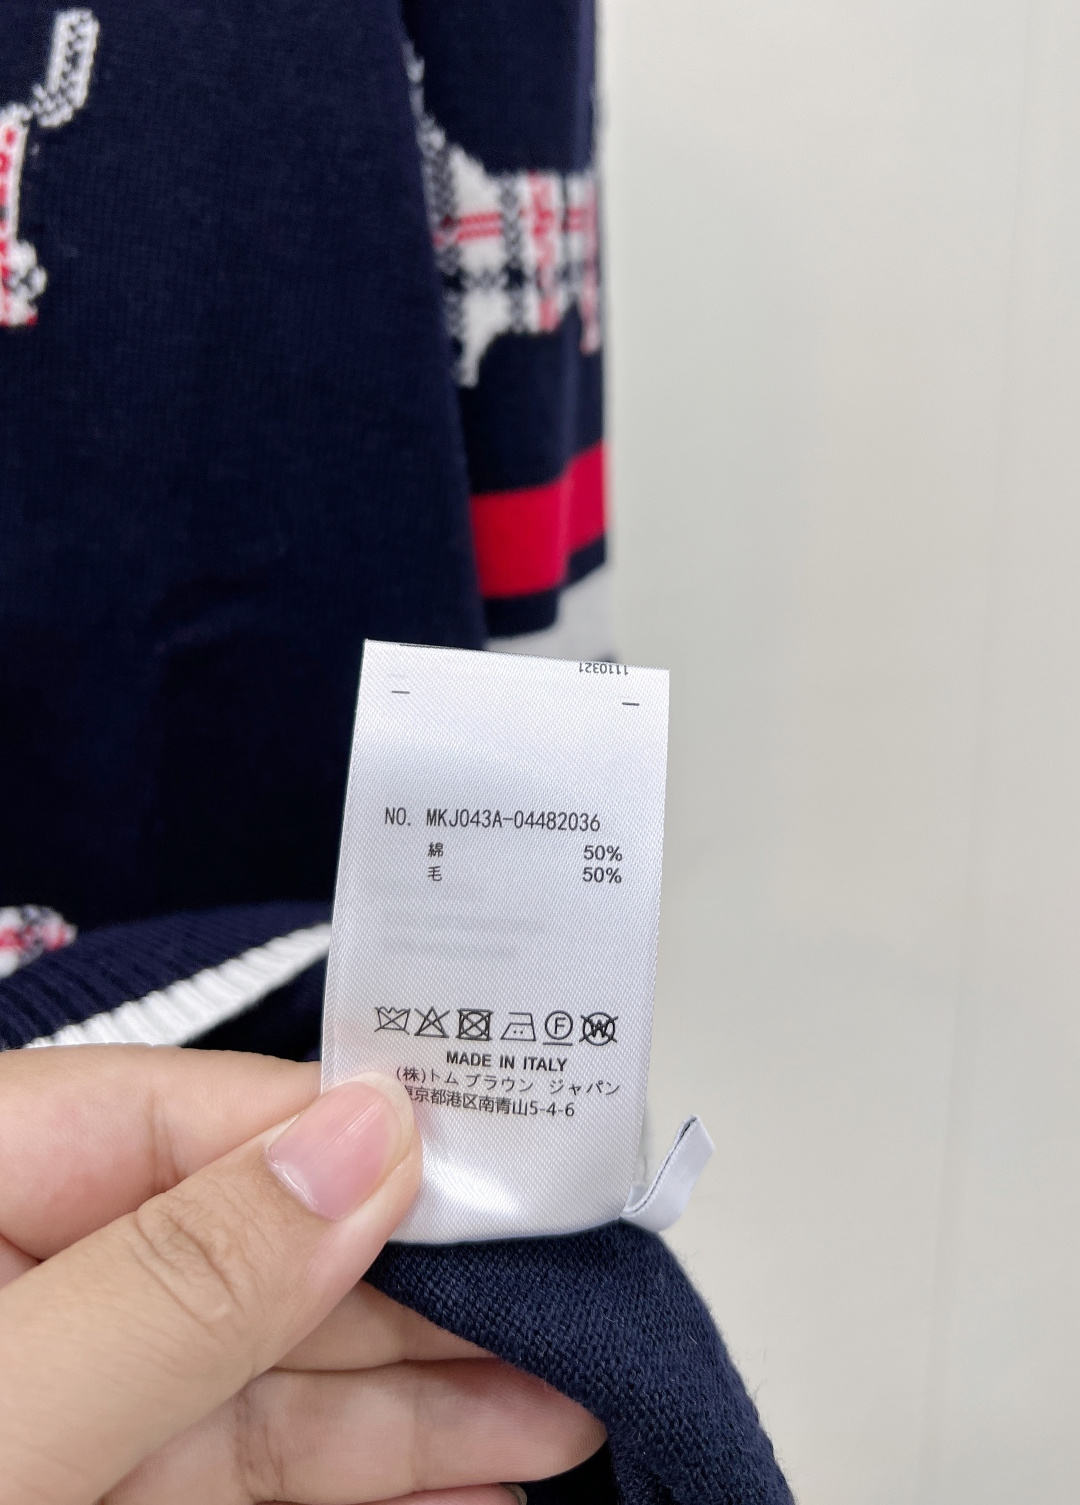 1110321
NO. MKJ043A-04482036
綿 50%
毛 50%
F W
MADE IN ITALY
(株)トム ブラウン ジャパン
東京都港区南青山5-4-6